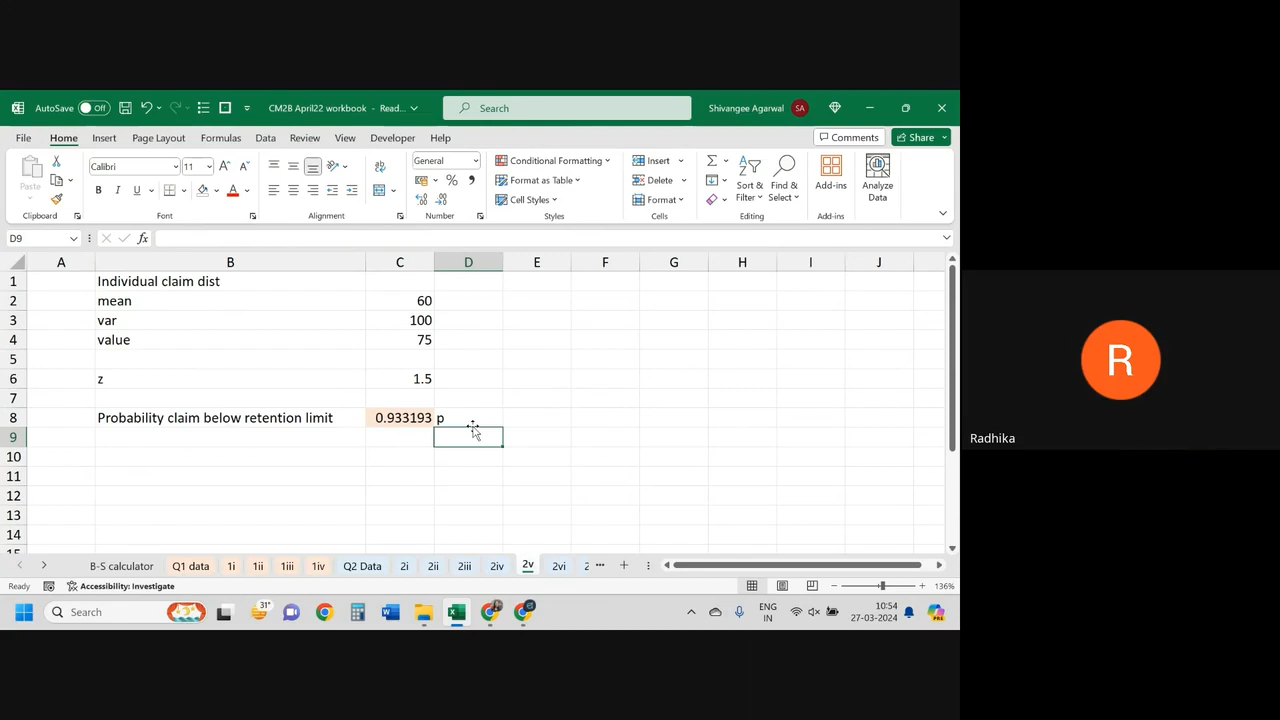 AutoSave Off CM2B April22 workbook - Read... Search Shivangee Agarwal SA
File Home Insert Page Layout Formulas Data Review View Developer Help Comments Share
Paste Calibri 11 B I U A General Conditional Formatting Format as Table Cell Styles Insert Delete Format Sort & Filter Find & Select Add-ins Analyze Data
Clipboard Font Alignment Number Styles Cells Editing Add-ins
D9 fx
A B C D E F G H I J
1 Individual claim dist
2 mean 60
3 var 100
4 value 75
5
6 z 1.5
7
8 Probability claim below retention limit 0.933193 p
9
10
11
12
13
14
15
B-S calculator Q1 data 1i 1ii 1iii 1iv Q2 Data 2i 2ii 2iii 2iv 2v 2vi 2
Ready Accessibility: Investigate 136%
Search 31° ENG IN 10:54 27-03-2024
R
Radhika